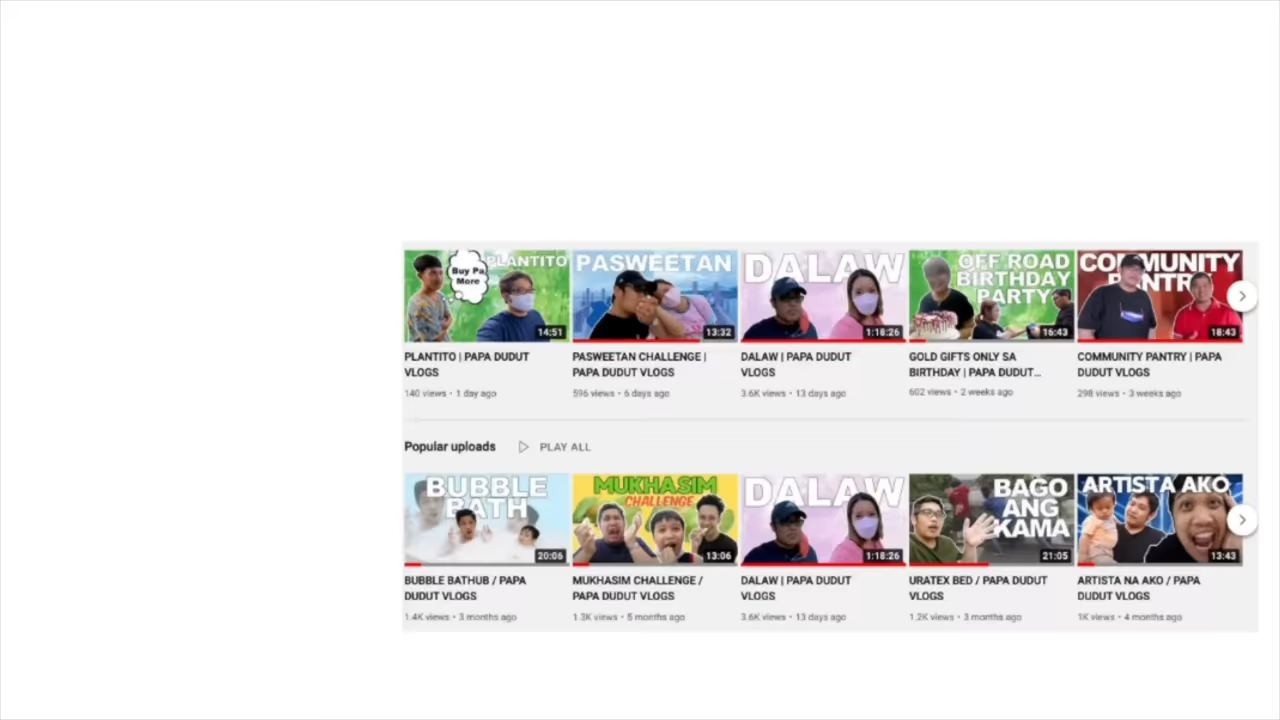 Buy Pa
More
PLANTITO
14:51
PASWEETAN
13:32
DALAW
1:18:26
OFF ROAD
BIRTHDAY
PARTY?
16:43
COMMUNITY
PANTRY
18:43
PLANTITO | PAPA DUDUT
VLOGS
140 views • 1 day ago
PASWEETAN CHALLENGE |
PAPA DUDUT VLOGS
596 views • 6 days ago
DALAW | PAPA DUDUT
VLOGS
3.6K views • 13 days ago
GOLD GIFTS ONLY SA
BIRTHDAY | PAPA DUDUT...
602 views • 2 weeks ago
COMMUNITY PANTRY | PAPA
DUDUT VLOGS
298 views • 3 weeks ago
Popular uploads PLAY ALL
BUBBLE
BATH
20:06
MUKHASIM
CHALLENGE
13:06
DALAW
1:18:26
BAGO
ANG
KAMA
21:05
ARTISTA AKO
13:43
BUBBLE BATHUB / PAPA
DUDUT VLOGS
1.4K views • 3 months ago
MUKHASIM CHALLENGE /
PAPA DUDUT VLOGS
1.3K views • 5 months ago
DALAW | PAPA DUDUT
VLOGS
3.6K views • 13 days ago
URATEX BED / PAPA DUDUT
VLOGS
1.2K views • 3 months ago
ARTISTA NA AKO / PAPA
DUDUT VLOGS
1K views • 4 months ago